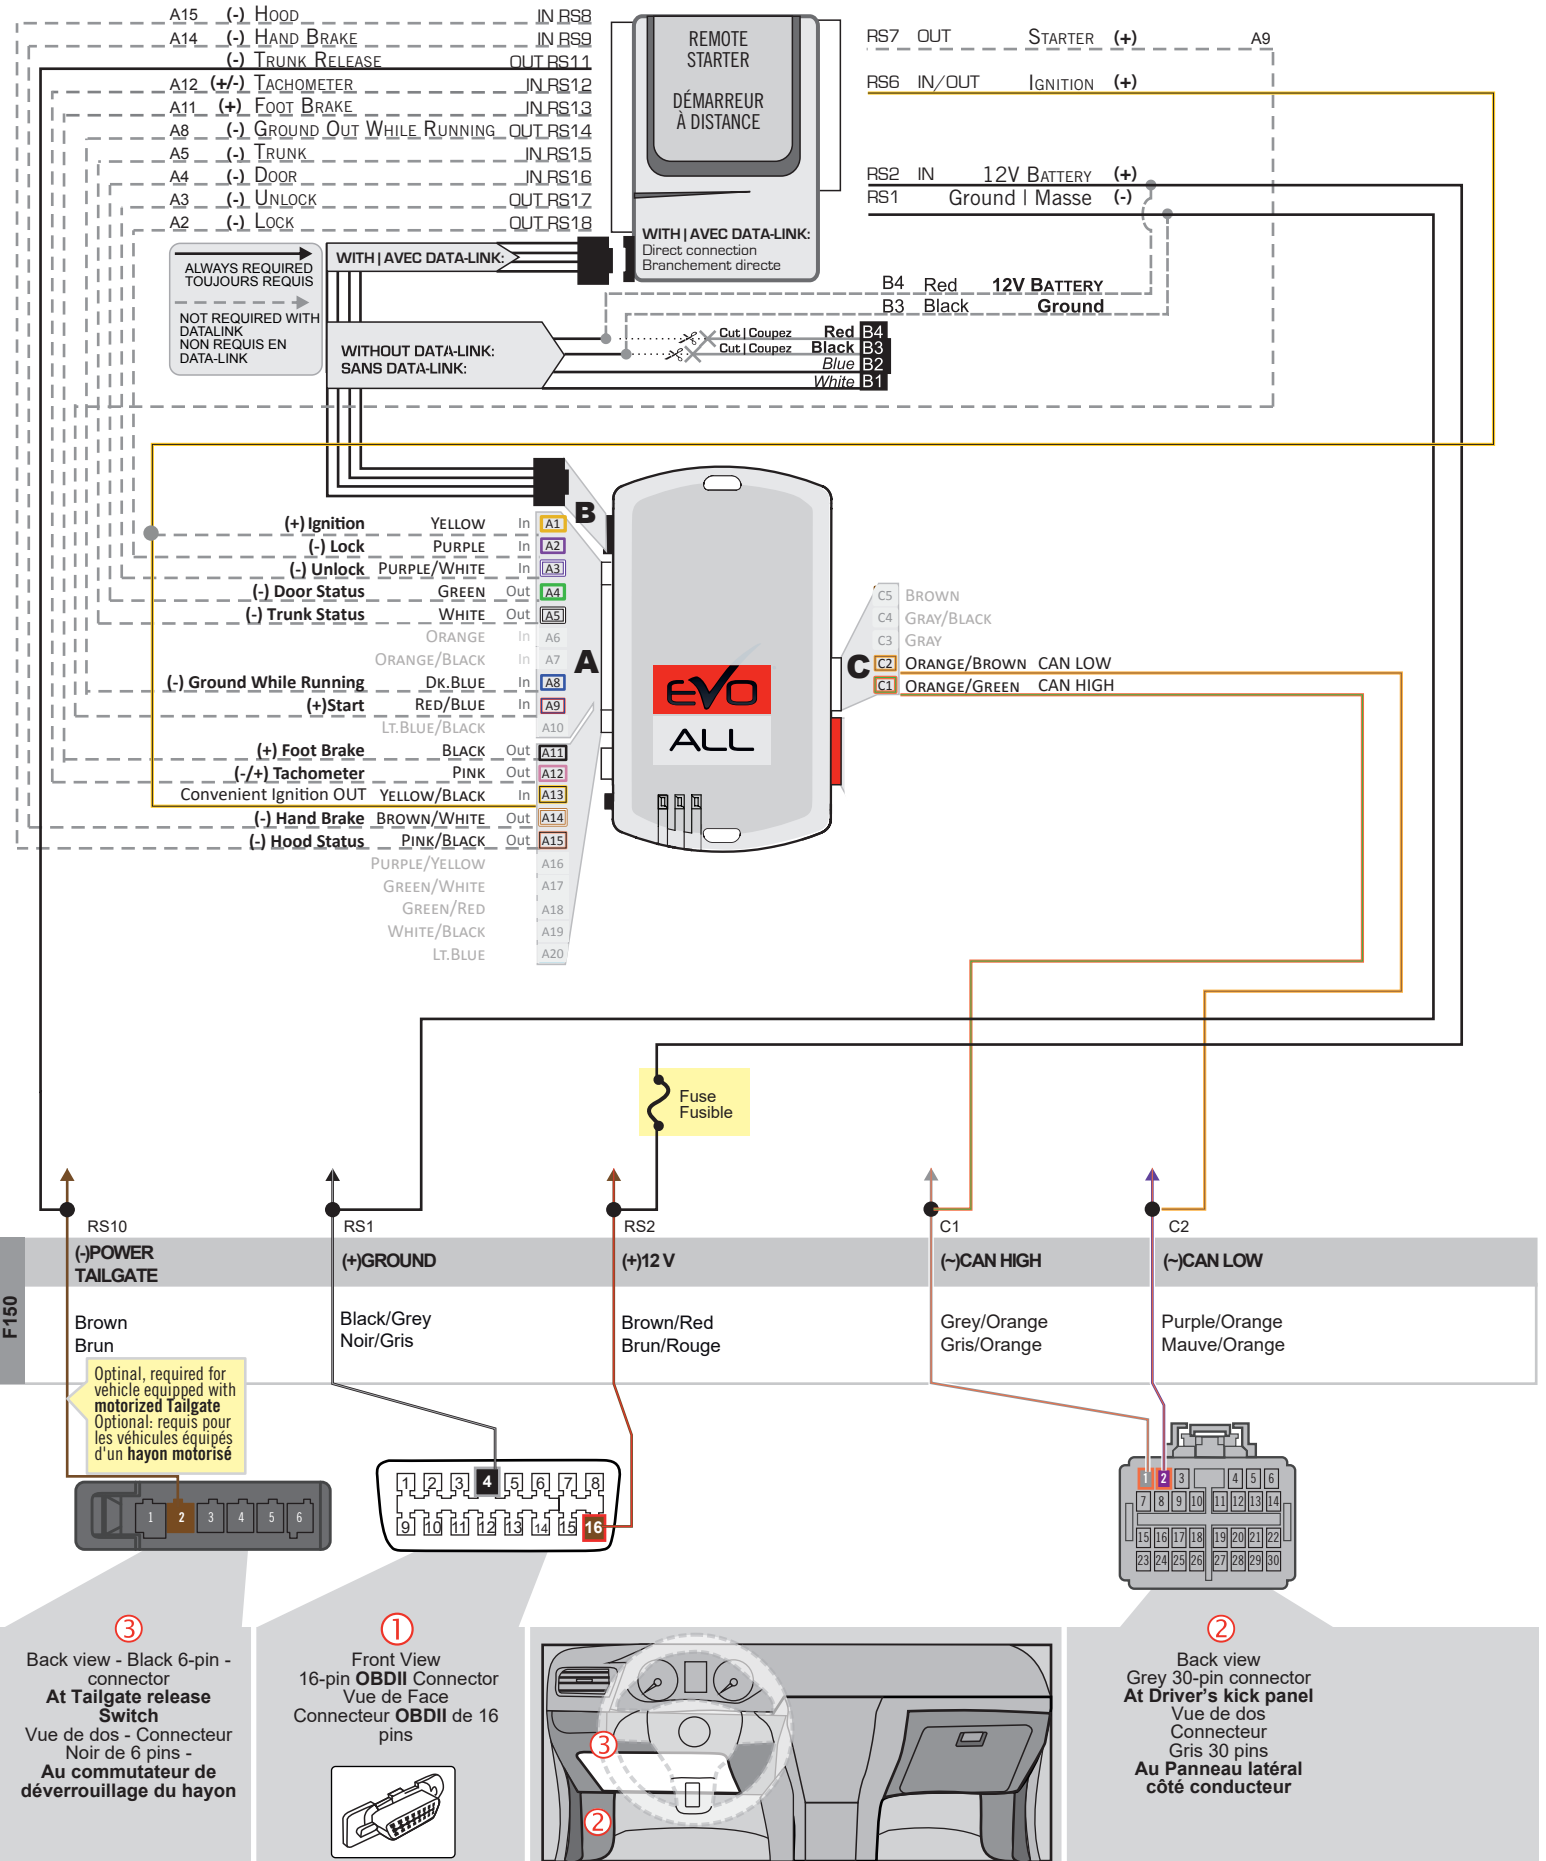 A15 (-) HOOD IN RS8
A14 (-) HAND BRAKE IN RS9
(-) TRUNK RELEASE OUT RS11
A12 (+/-) TACHOMETER IN RS12
A11 (+) FOOT BRAKE IN RS13
A8 (-) GROUND OUT WHILE RUNNING OUT RS14
A5 (-) TRUNK IN RS15
A4 (-) DOOR IN RS16
A3 (-) UNLOCK OUT RS17
A2 (-) LOCK OUT RS18
REMOTE
STARTER
DÉMARREUR
À DISTANCE
WITH | AVEC DATA-LINK:
Direct connection
Branchement directe
RS7 OUT STARTER (+) A9
RS6 IN/OUT IGNITION (+)
RS2 IN 12V BATTERY (+)
RS1 Ground | Masse (-)
ALWAYS REQUIRED
TOUJOURS REQUIS
NOT REQUIRED WITH
DATALINK
NON REQUIS EN
DATA-LINK
WITH | AVEC DATA-LINK:
WITHOUT DATA-LINK:
SANS DATA-LINK:
B4 Red 12V BATTERY
B3 Black Ground
Cut | Coupez Red B4
Cut | Coupez Black B3
Blue B2
White B1
B
(+) Ignition YELLOW In A1
(-) Lock PURPLE In A2
(-) Unlock PURPLE/WHITE In A3
(-) Door Status GREEN Out A4
(-) Trunk Status WHITE Out A5
ORANGE In A6
ORANGE/BLACK In A7
(-) Ground While Running DK.BLUE In A8
(+)Start RED/BLUE In A9
LT.BLUE/BLACK A10
(+) Foot Brake BLACK Out A11
(-/+) Tachometer PINK Out A12
Convenient Ignition OUT YELLOW/BLACK In A13
(-) Hand Brake BROWN/WHITE Out A14
(-) Hood Status PINK/BLACK Out A15
PURPLE/YELLOW A16
GREEN/WHITE A17
GREEN/RED A18
WHITE/BLACK A19
LT.BLUE A20
A
EVO
ALL
C
C5 BROWN
C4 GRAY/BLACK
C3 GRAY
C2 ORANGE/BROWN CAN LOW
C1 ORANGE/GREEN CAN HIGH
Fuse
Fusible
RS10 RS1 RS2 C1 C2
F150
(-)POWER
TAILGATE
(+)GROUND
(+)12 V
(~)CAN HIGH
(~)CAN LOW
Brown
Brun
Black/Grey
Noir/Gris
Brown/Red
Brun/Rouge
Grey/Orange
Gris/Orange
Purple/Orange
Mauve/Orange
Optinal, required for
vehicle equipped with
motorized Tailgate
Optional: requis pour
les véhicules équipés
d'un hayon motorisé
1 2 3 4 5 6
1 2 3 4 5 6 7 8
9 10 11 12 13 14 15 16
1 2 3 4 5 6
7 8 9 10 11 12 13 14
15 16 17 18 19 20 21 22
23 24 25 26 27 28 29 30
3
Back view - Black 6-pin -
connector
At Tailgate release
Switch
Vue de dos - Connecteur
Noir de 6 pins -
Au commutateur de
déverrouillage du hayon
1
Front View
16-pin OBDII Connector
Vue de Face
Connecteur OBDII de 16
pins
3
2
2
Back view
Grey 30-pin connector
At Driver's kick panel
Vue de dos
Connecteur
Gris 30 pins
Au Panneau latéral
côté conducteur